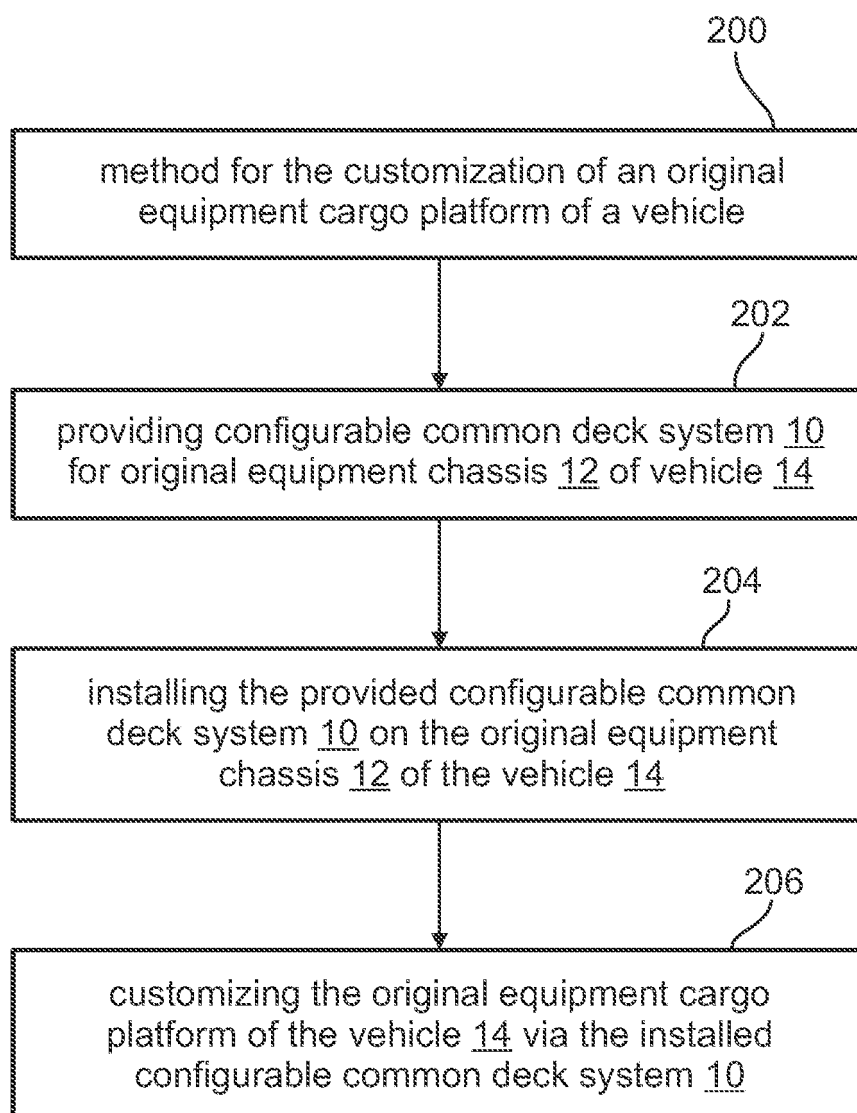 200
method for the customization of an original
equipment cargo platform of a vehicle
202
providing configurable common deck system 10
for original equipment chassis 12 of vehicle 14
204
installing the provided configurable common
deck system 10 on the original equipment
chassis 12 of the vehicle 14
206
customizing the original equipment cargo
platform of the vehicle 14 via the installed
configurable common deck system 10